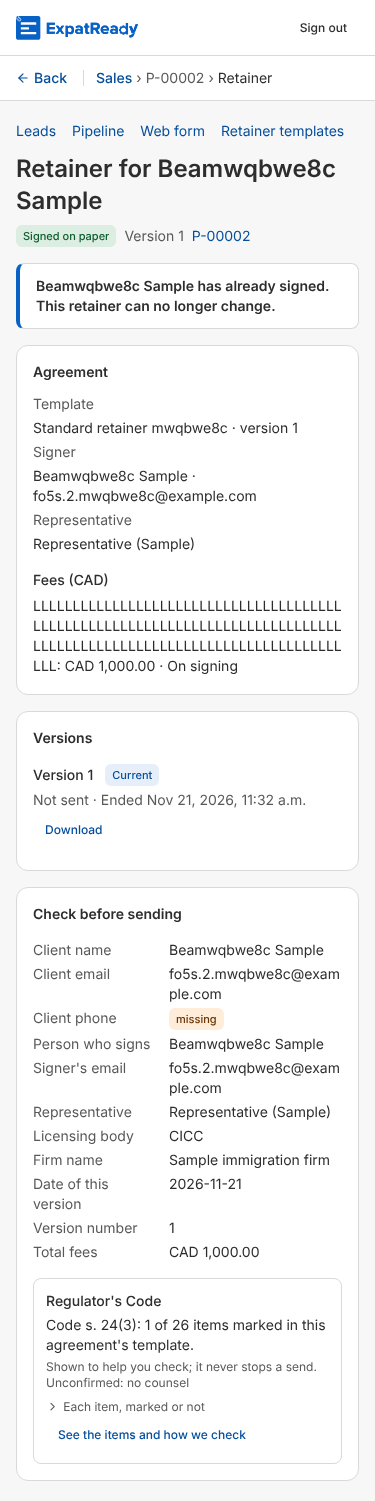 ExpatReady
Sign out
← Back
Sales › P-00002 › Retainer
Leads Pipeline Web form Retainer templates
Retainer for Beamwqbwe8c
Sample
Signed on paper Version 1 P-00002
Beamwqbwe8c Sample has already signed.
This retainer can no longer change.
Agreement
Template
Standard retainer mwqbwe8c · version 1
Signer
Beamwqbwe8c Sample ·
fo5s.2.mwqbwe8c@example.com
Representative
Representative (Sample)
Fees (CAD)
LLLLLLLLLLLLLLLLLLLLLLLLLLLLLLLLLLLLLLL
LLLLLLLLLLLLLLLLLLLLLLLLLLLLLLLLLLLLLLL
LLLLLLLLLLLLLLLLLLLLLLLLLLLLLLLLLLLLLLL
LLL: CAD 1,000.00 · On signing
Versions
Version 1 Current
Not sent · Ended Nov 21, 2026, 11:32 a.m.
Download
Check before sending
Client name Beamwqbwe8c Sample
Client email fo5s.2.mwqbwe8c@exam
ple.com
Client phone missing
Person who signs Beamwqbwe8c Sample
Signer's email fo5s.2.mwqbwe8c@exam
ple.com
Representative Representative (Sample)
Licensing body CICC
Firm name Sample immigration firm
Date of this 2026-11-21
version
Version number 1
Total fees CAD 1,000.00
Regulator's Code
Code s. 24(3): 1 of 26 items marked in this
agreement's template.
Shown to help you check; it never stops a send.
Unconfirmed: no counsel
Each item, marked or not
See the items and how we check